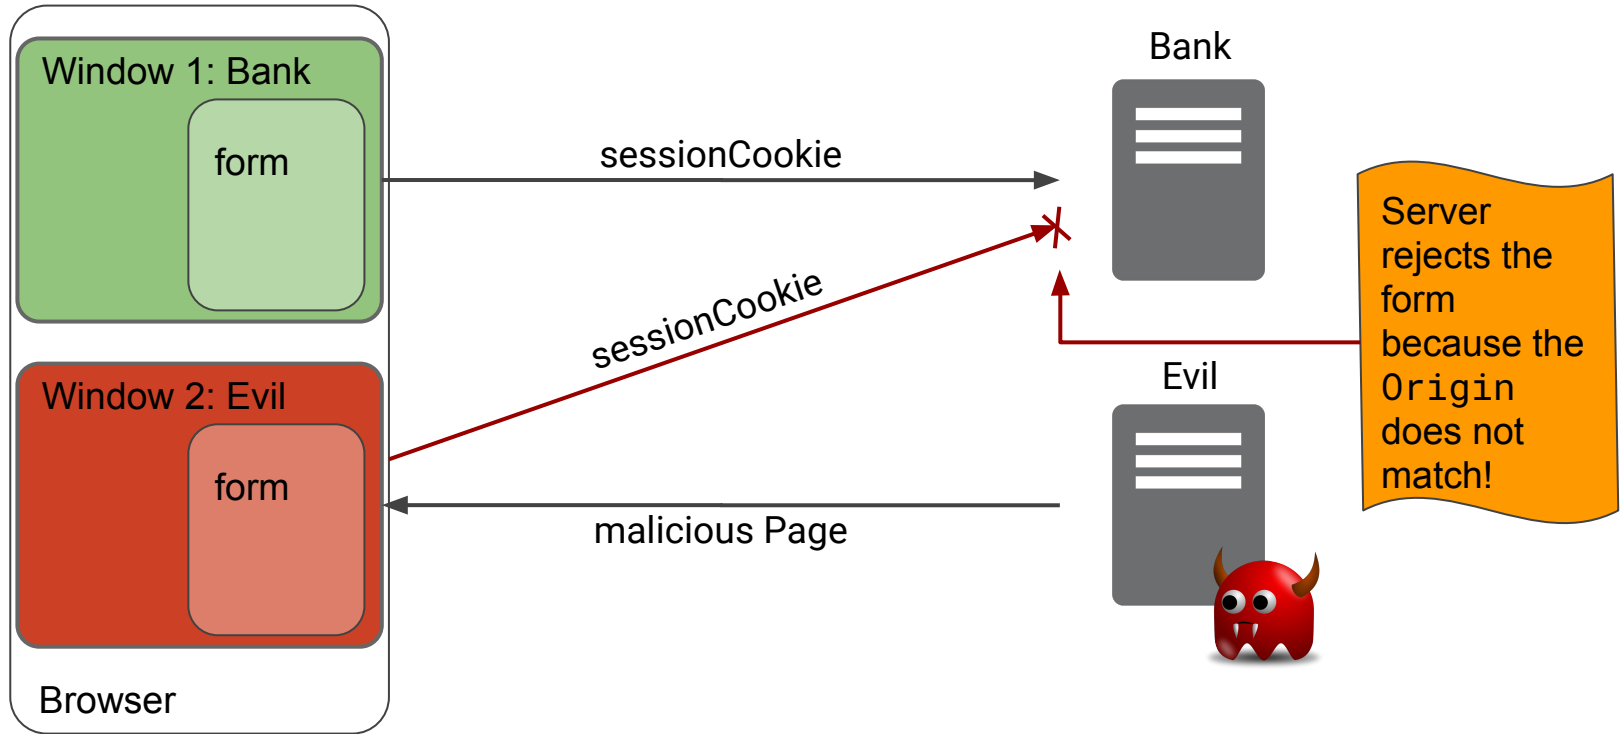 Window 1: Bank
form
sessionCookie
Bank
sessionCookie
Server
rejects the
form
because the
Origin
does not
match!
Window 2: Evil
form
Evil
malicious Page
Browser